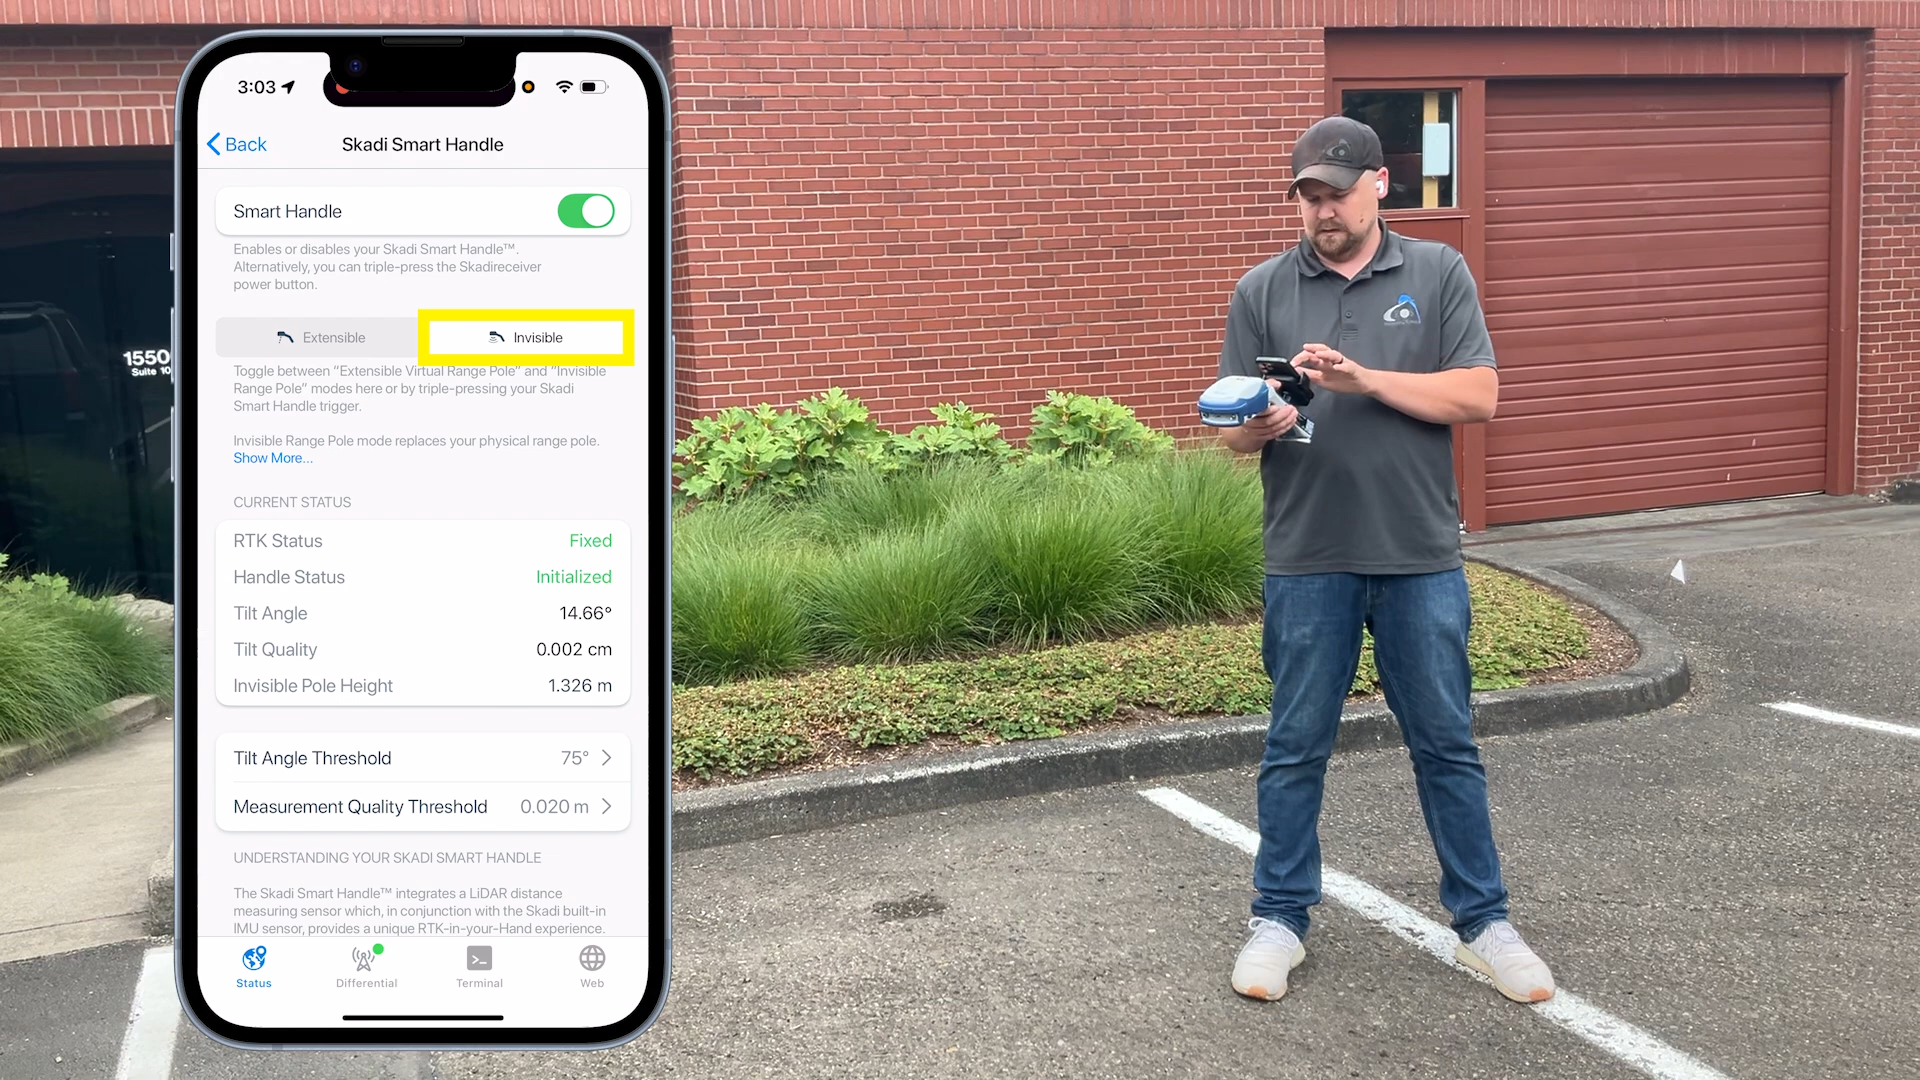 3:03
Back
Skadi Smart Handle
Smart Handle
Enables or disables your Skadi Smart Handle™.
Alternatively, you can triple-press the Skadireceiver
power button.
Extensible
Invisible
Toggle between “Extensible Virtual Range Pole” and “Invisible
Range Pole” modes here or by triple-pressing your Skadi
Smart Handle trigger.
Invisible Range Pole mode replaces your physical range pole.
Show More...
CURRENT STATUS
RTK Status Fixed
Handle Status Initialized
Tilt Angle 14.66°
Tilt Quality 0.002 cm
Invisible Pole Height 1.326 m
Tilt Angle Threshold 75°
Measurement Quality Threshold 0.020 m
UNDERSTANDING YOUR SKADI SMART HANDLE
The Skadi Smart Handle™ integrates a LiDAR distance
measuring sensor which, in conjunction with the Skadi built-in
IMU sensor, provides a unique RTK-in-your-Hand experience.
Status
Differential
Terminal
Web
1550
Suite 10